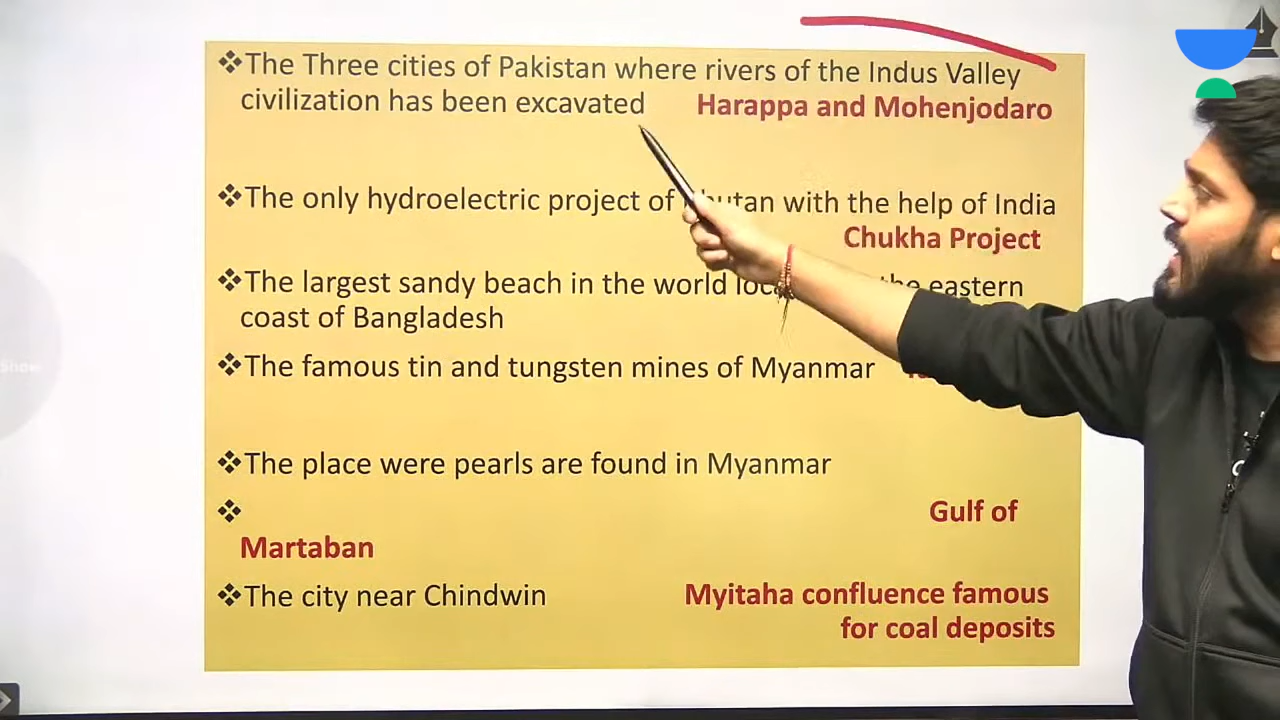 ❖The Three cities of Pakistan where rivers of the Indus Valley
civilization has been excavated Harappa and Mohenjodaro
❖The only hydroelectric project of with the help of India
Chukha Project
❖The largest sandy beach in the world eastern
coast of Bangladesh
❖The famous tin and tungsten mines of Myanmar
❖The place were pearls are found in Myanmar
❖ Gulf of
Martaban
❖The city near Chindwin Myitaha confluence famous
for coal deposits